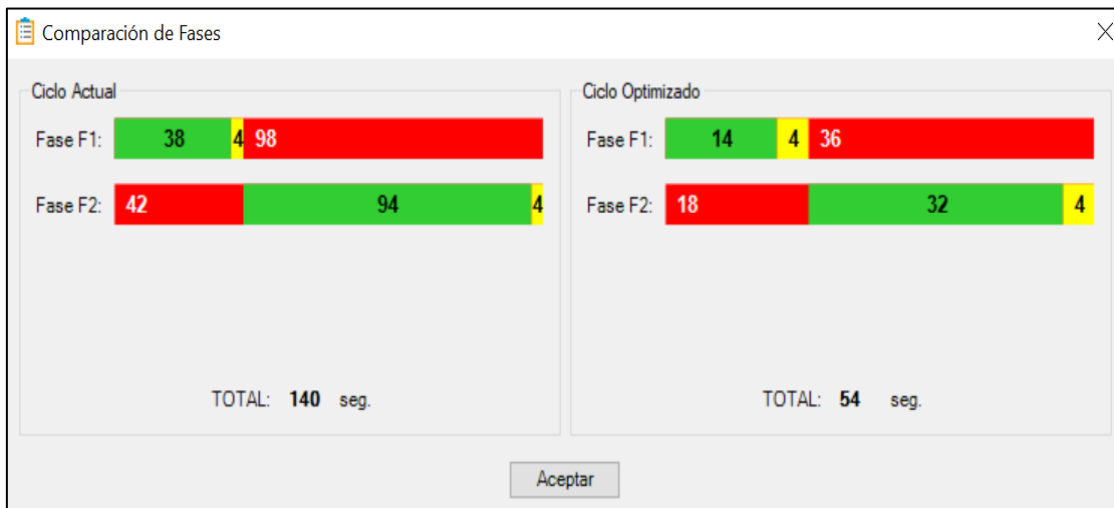 Comparación de Fases
Ciclo Actual
Fase F1: 38 4 98
Fase F2: 42 94 4
TOTAL: 140 seg.
Ciclo Optimizado
Fase F1: 14 4 36
Fase F2: 18 32 4
TOTAL: 54 seg.
Aceptar